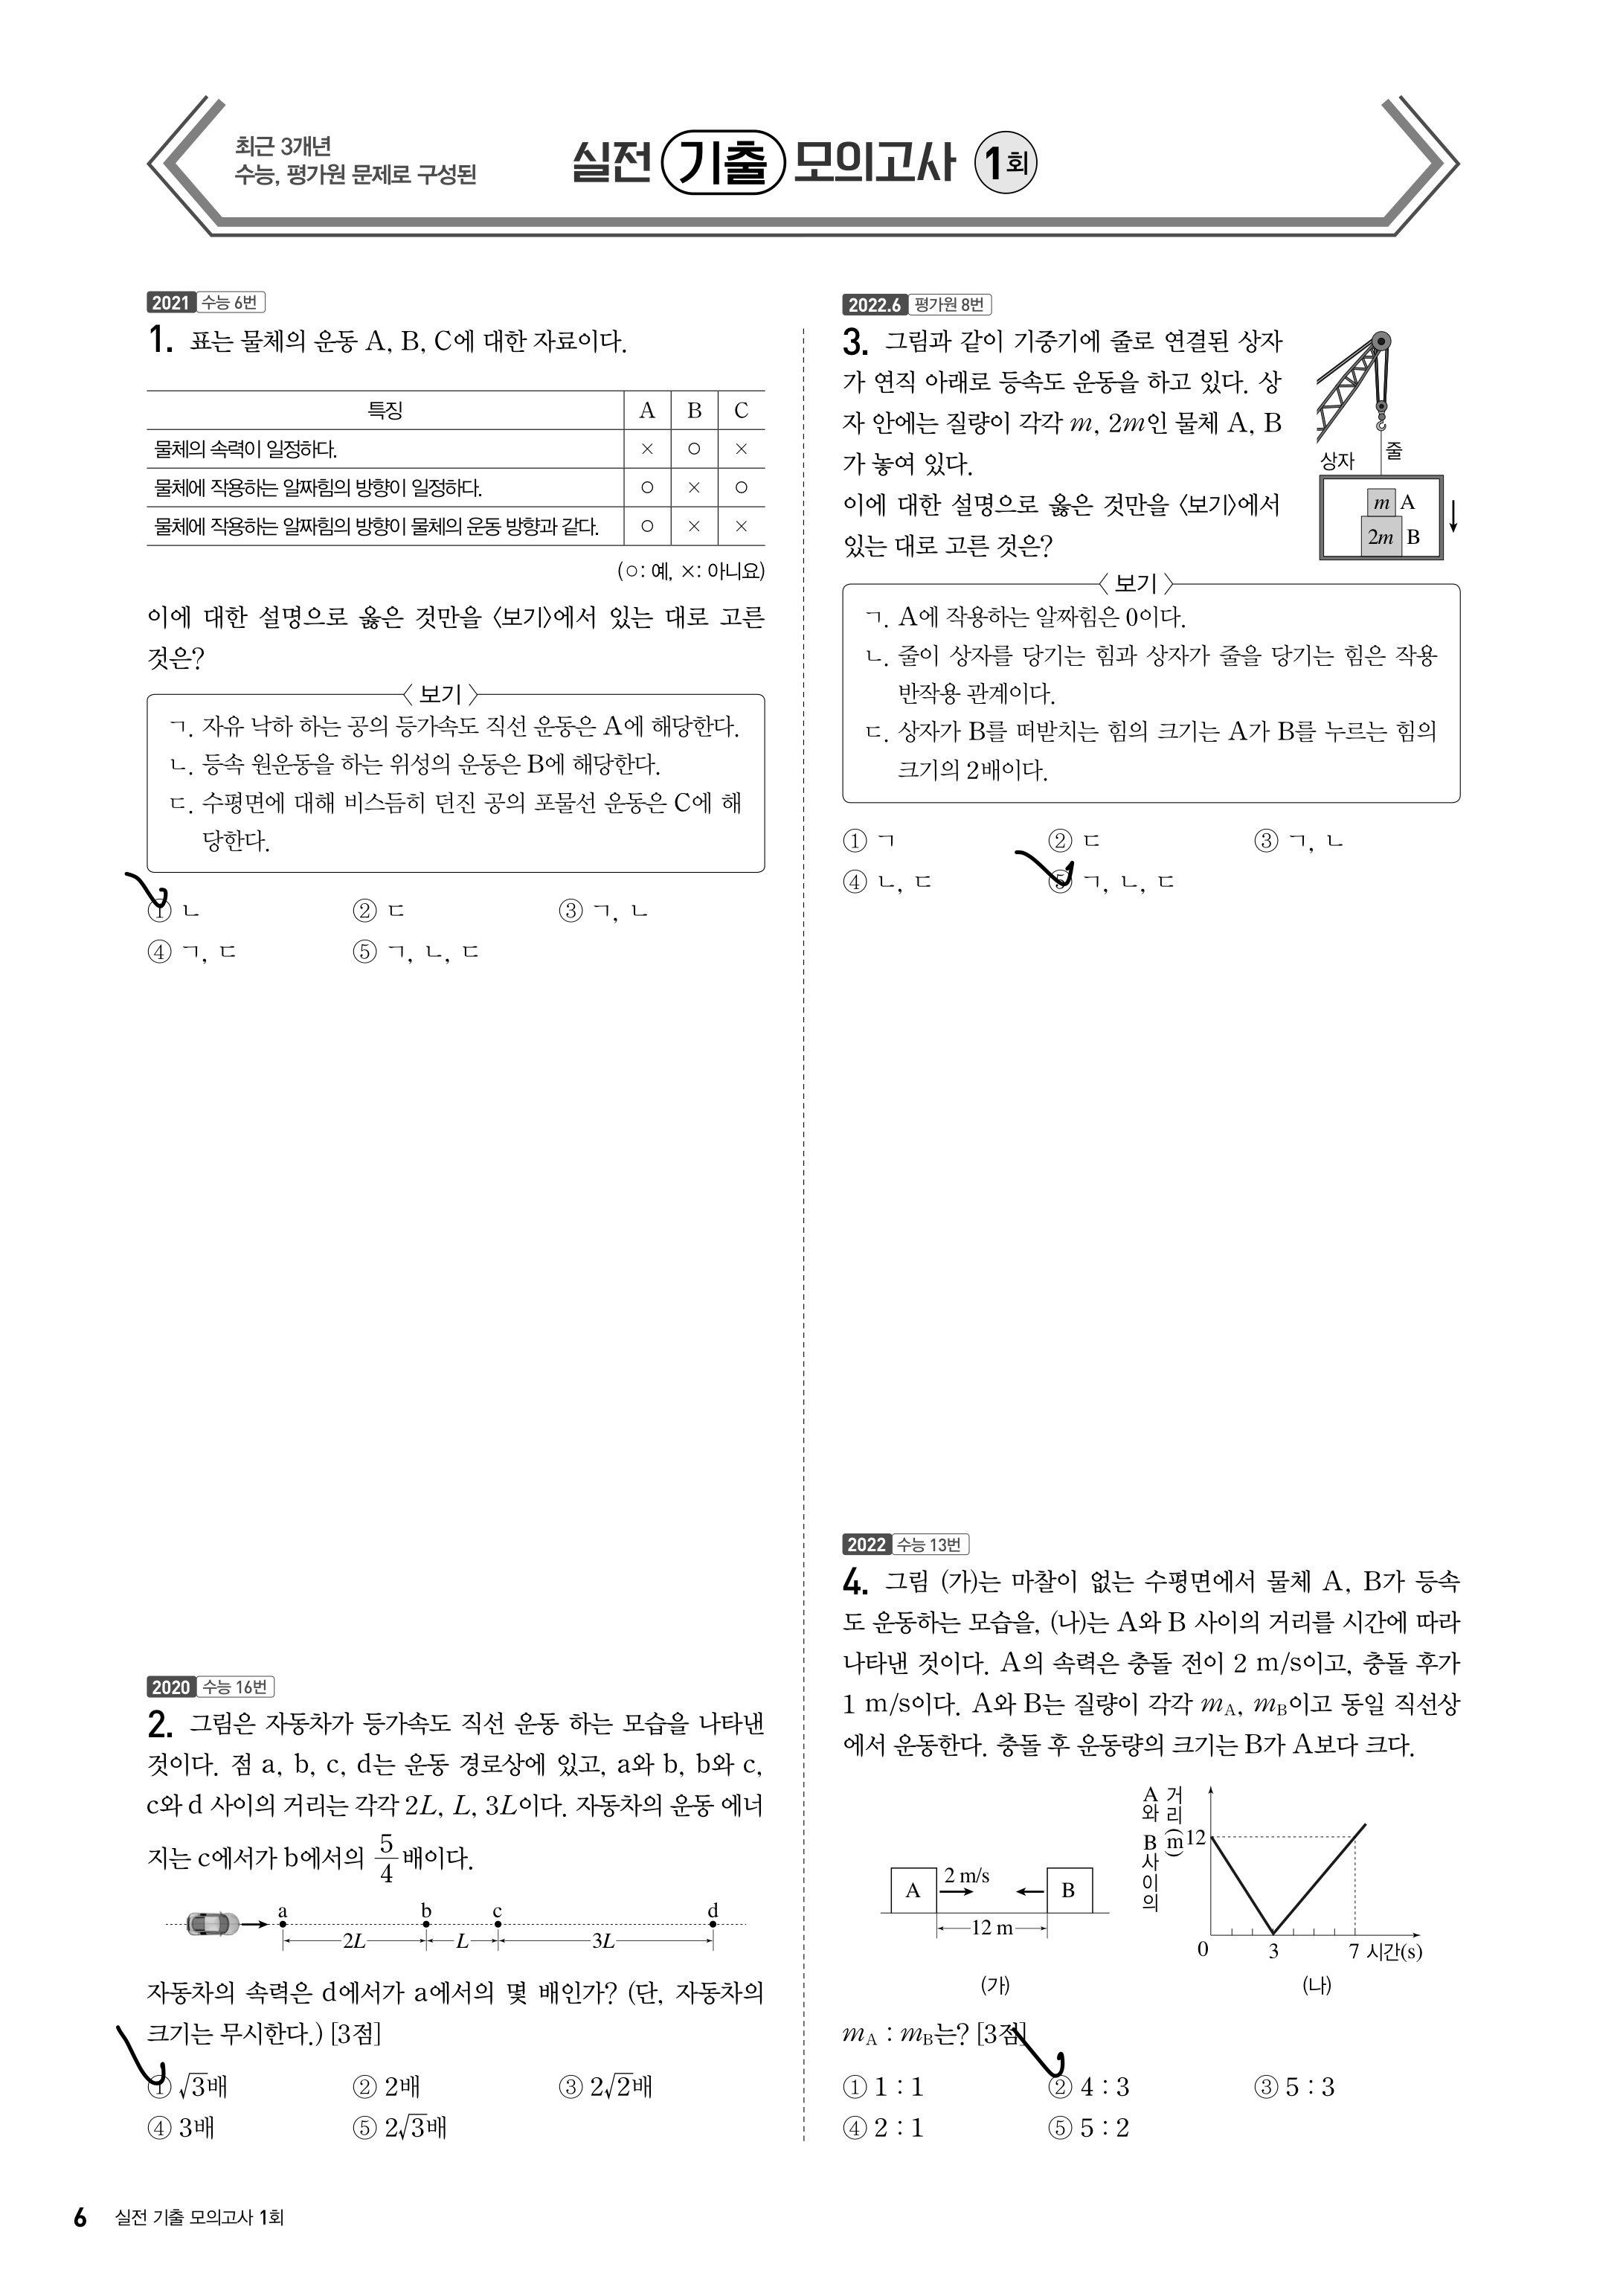 최근 3개년
수능, 평가원 문제로 구성된
실전 기출 모의고사 1회
2021 수능 6번
1. 표는 물체의 운동 A, B, C에 대한 자료이다.
특징 A B C
물체의 속력이 일정하다. × ○ ×
물체에 작용하는 알짜힘의 방향이 일정하다. ○ × ○
물체에 작용하는 알짜힘의 방향이 물체의 운동 방향과 같다. ○ × ×
(○: 예, ×: 아니요)
이에 대한 설명으로 옳은 것만을 〈보기〉에서 있는 대로 고른
것은?
〈 보기 〉
ㄱ. 자유 낙하 하는 공의 등가속도 직선 운동은 A에 해당한다.
ㄴ. 등속 원운동을 하는 위성의 운동은 B에 해당한다.
ㄷ. 수평면에 대해 비스듬히 던진 공의 포물선 운동은 C에 해
당한다.
① ㄴ ② ㄷ ③ ㄱ, ㄴ
④ ㄱ, ㄷ ⑤ ㄱ, ㄴ, ㄷ
2020 수능 16번
2. 그림은 자동차가 등가속도 직선 운동 하는 모습을 나타낸
것이다. 점 a, b, c, d는 운동 경로상에 있고, a와 b, b와 c,
c와 d 사이의 거리는 각각 2L, L, 3L이다. 자동차의 운동 에너
지는 c에서가 b에서의 5/4배이다.
a b c d
2L L 3L
자동차의 속력은 d에서가 a에서의 몇 배인가? (단, 자동차의
크기는 무시한다.) [3점]
① √3배 ② 2배 ③ 2√2배
④ 3배 ⑤ 2√3배
2022.6 평가원 8번
3. 그림과 같이 기중기에 줄로 연결된 상자
가 연직 아래로 등속도 운동을 하고 있다. 상
자 안에는 질량이 각각 m, 2m인 물체 A, B
가 놓여 있다.
이에 대한 설명으로 옳은 것만을 〈보기〉에서
있는 대로 고른 것은?
줄
상자
m A
2m B
〈 보기 〉
ㄱ. A에 작용하는 알짜힘은 0이다.
ㄴ. 줄이 상자를 당기는 힘과 상자가 줄을 당기는 힘은 작용
반작용 관계이다.
ㄷ. 상자가 B를 떠받치는 힘의 크기는 A가 B를 누르는 힘의
크기의 2배이다.
① ㄱ ② ㄷ ③ ㄱ, ㄴ
④ ㄴ, ㄷ ⑤ ㄱ, ㄴ, ㄷ
2022 수능 13번
4. 그림 (가)는 마찰이 없는 수평면에서 물체 A, B가 등속
도 운동하는 모습을, (나)는 A와 B 사이의 거리를 시간에 따라
나타낸 것이다. A의 속력은 충돌 전이 2 m/s이고, 충돌 후가
1 m/s이다. A와 B는 질량이 각각 mA, mB이고 동일 직선상
에서 운동한다. 충돌 후 운동량의 크기는 B가 A보다 크다.
A 2 m/s B
12 m
(가)
A와 B 사이의
거리(m)
12
0 3 7 시간(s)
(나)
mA : mB는? [3점]
① 1 : 1 ② 4 : 3 ③ 5 : 3
④ 2 : 1 ⑤ 5 : 2
6 실전 기출 모의고사 1회